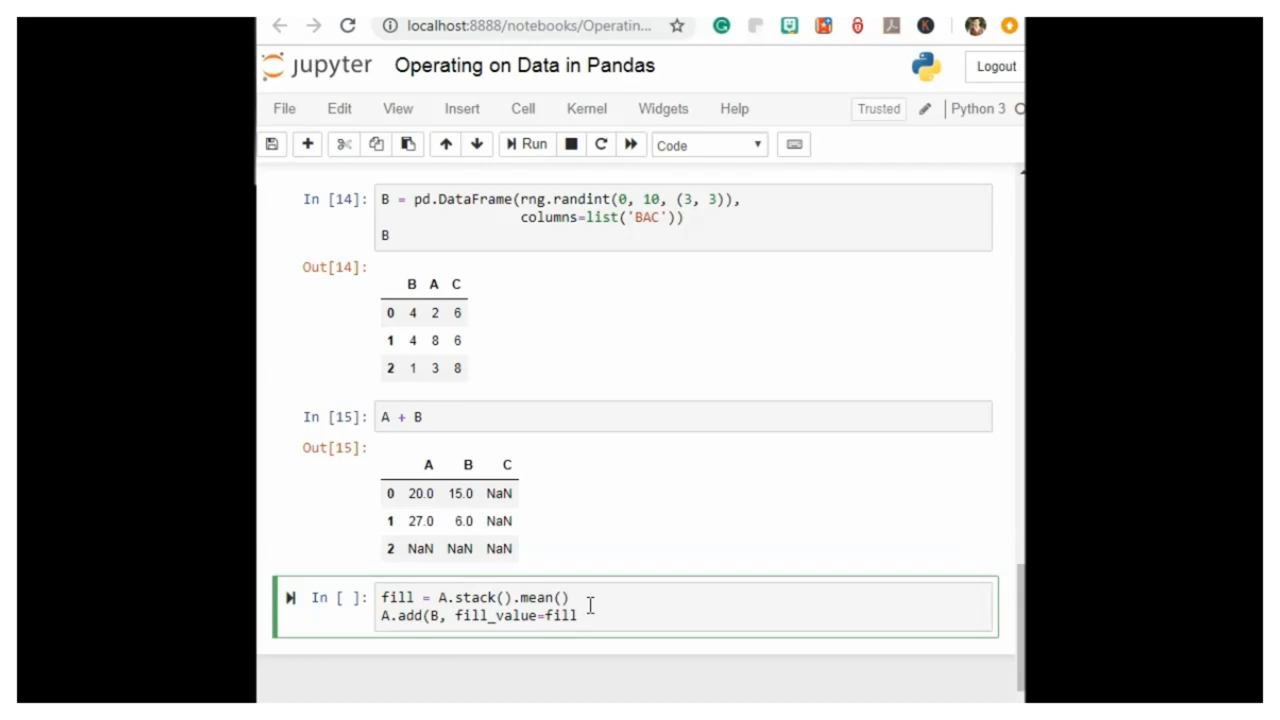 localhost:8888/notebooks/Operatin...
jupyter Operating on Data in Pandas Logout
File Edit View Insert Cell Kernel Widgets Help Trusted Python 3
Run Code
In [14]: B = pd.DataFrame(rng.randint(0, 10, (3, 3)),
columns=list('BAC'))
B
Out[14]:
B A C
0 4 2 6
1 4 8 6
2 1 3 8
In [15]: A + B
Out[15]:
A B C
0 20.0 15.0 NaN
1 27.0 6.0 NaN
2 NaN NaN NaN
In [ ]: fill = A.stack().mean()
A.add(B, fill_value=fill